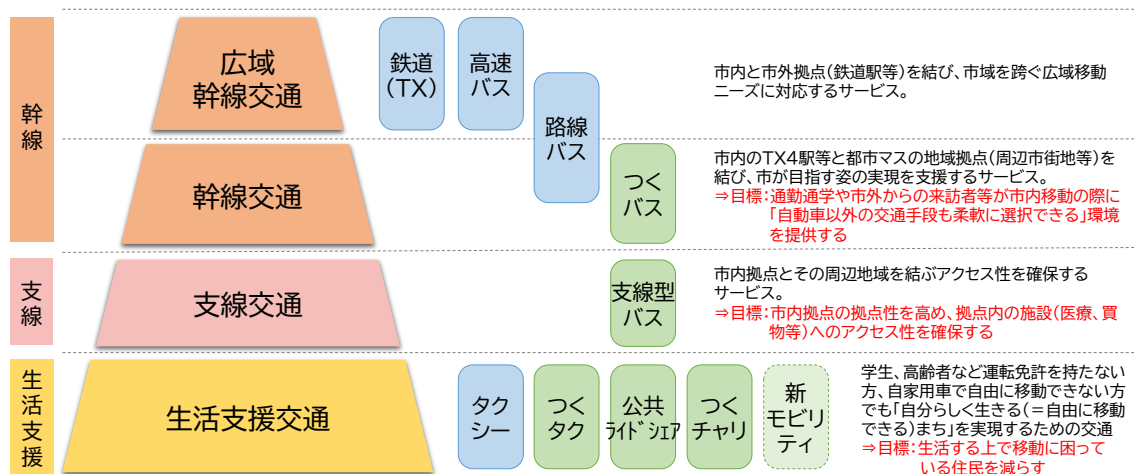 幹線
広域
幹線交通
鉄道
(TX)
高速
バス
路線
バス
市内と市外拠点(鉄道駅等)を結び、市域を跨ぐ広域移動
ニーズに対応するサービス。
幹線交通
つく
バス
市内のTX4駅等と都市マスの地域拠点(周辺市街地等)を
結び、市が目指す姿の実現を支援するサービス。
⇒目標:通勤通学や市外からの来訪者等が市内移動の際に
「自動車以外の交通手段も柔軟に選択できる」環境
を提供する
支線
支線交通
支線型
バス
市内拠点とその周辺地域を結ぶアクセス性を確保する
サービス。
⇒目標:市内拠点の拠点性を高め、拠点内の施設(医療、買
物等)へのアクセス性を確保する
生活支援
生活支援交通
タク
シー
つく
タク
公共
ﾗｲﾄﾞｼｪｱ
つく
チャリ
新
モビリ
ティ
学生、高齢者など運転免許を持たない
方、自家用車で自由に移動できない方
でも「自分らしく生きる(=自由に移動
できる)まち」を実現するための交通
⇒目標:生活する上で移動に困って
いる住民を減らす